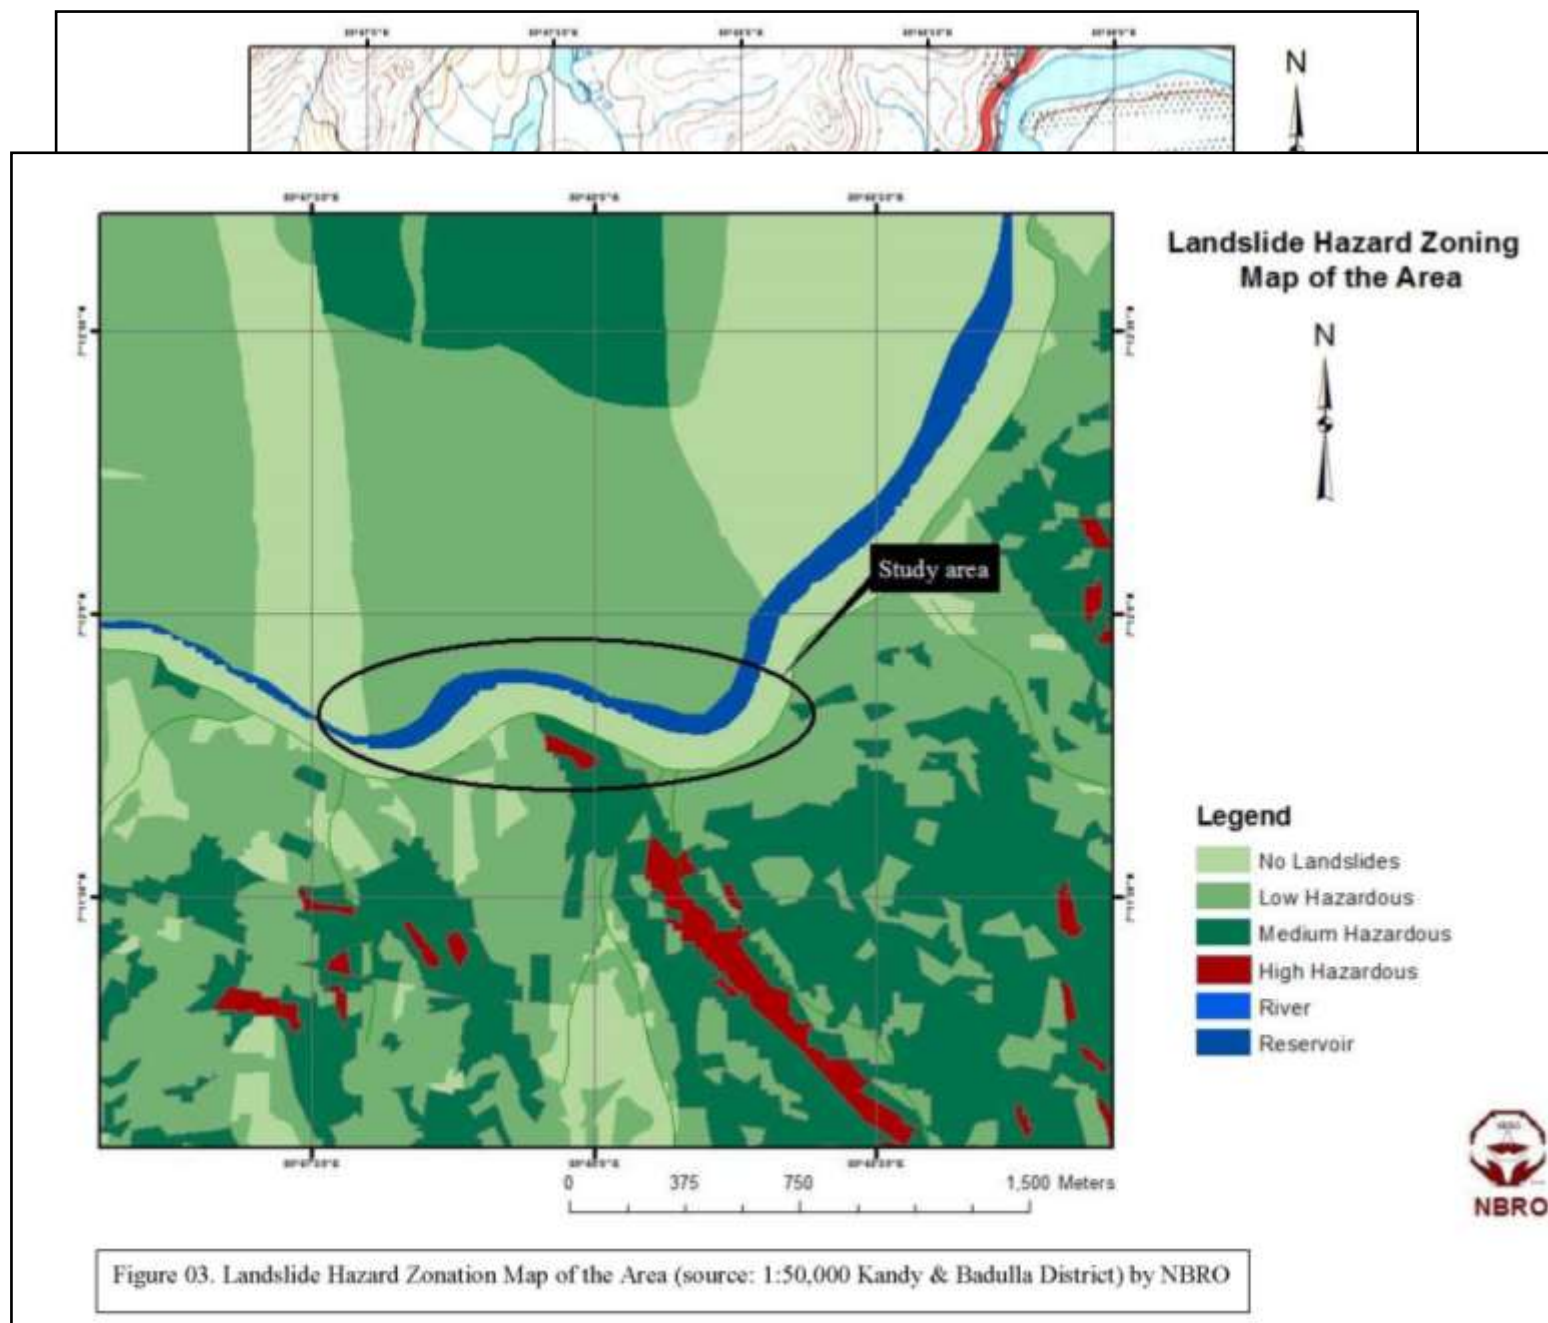 N
Landslide Hazard Zoning
Map of the Area
N
Study area
Legend
No Landslides
Low Hazardous
Medium Hazardous
High Hazardous
River
Reservoir
0 375 750 1,500 Meters
NBRO
Figure 03. Landslide Hazard Zonation Map of the Area (source: 1:50,000 Kandy & Badulla District) by NBRO